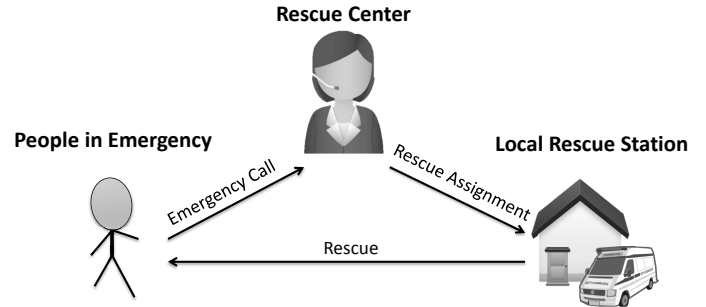 Rescue Center
People in Emergency
Local Rescue Station
Emergency Call
Rescue Assignment
Rescue